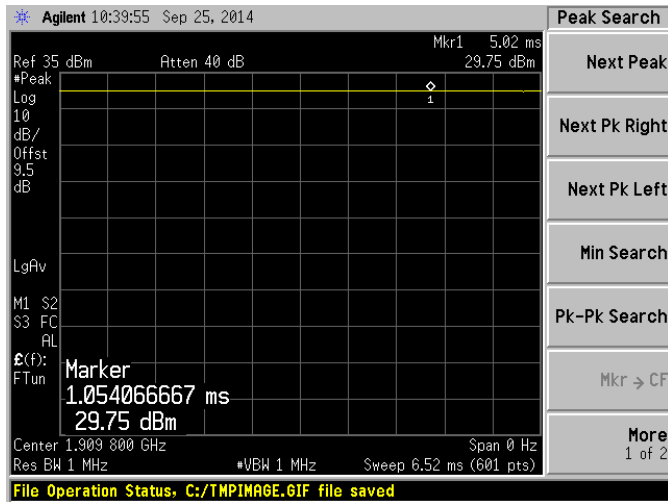 Agilent 10:39:55 Sep 25, 2014
Peak Search
Mkr1 5.02 ms
Ref 35 dBm Atten 40 dB 29.75 dBm
#Peak
Log
10
dB/
Offst
9.5
dB
1
LgAv
M1 S2
S3 FC
AL
£(f):
FTun
Marker
1.054066667 ms
29.75 dBm
Center 1.909 800 GHz Span 0 Hz
Res BW 1 MHz #VBW 1 MHz Sweep 6.52 ms (601 pts)
File Operation Status, C:/TMPIMAGE.GIF file saved
Next Peak
Next Pk Right
Next Pk Left
Min Search
Pk-Pk Search
Mkr → CF
More
1 of 2